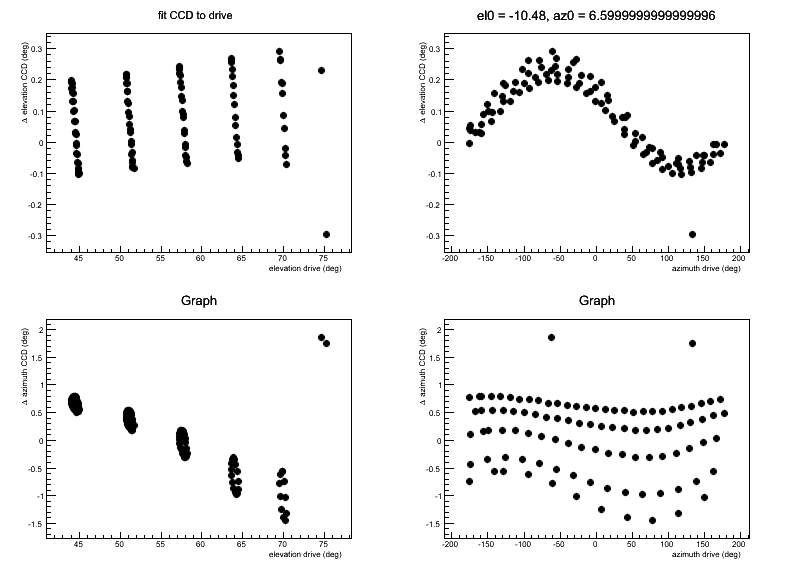 fit CCD to drive
Δ elevation CCD (deg)
0.3
0.2
0.1
0
-0.1
-0.2
-0.3
45 50 55 60 65 70 75
elevation drive (deg)
el0 = -10.48, az0 = 6.5999999999999996
Δ elevation CCD (deg)
0.3
0.2
0.1
0
-0.1
-0.2
-0.3
-200 -150 -100 -50 0 50 100 150 200
azimuth drive (deg)
Graph
Δ azimuth CCD (deg)
2
1.5
1
0.5
0
-0.5
-1
-1.5
45 50 55 60 65 70 75
elevation drive (deg)
Graph
Δ azimuth CCD (deg)
2
1.5
1
0.5
0
-0.5
-1
-1.5
-200 -150 -100 -50 0 50 100 150 200
azimuth drive (deg)